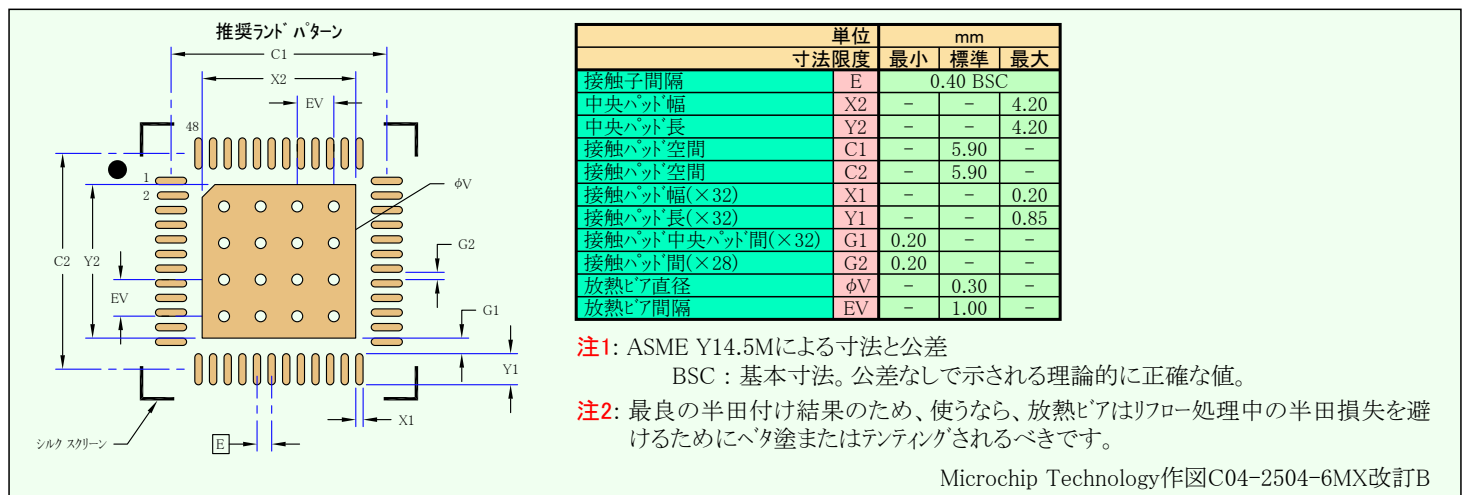 推奨ランドパターン
C1
X2
EV
48
1
2
φV
G2
C2
Y2
EV
G1
Y1
X1
E
シルク スクリーン
単位 mm
寸法限度 最小 標準 最大
接触子間隔 E 0.40 BSC
中央パッド幅 X2 - - 4.20
中央パッド長 Y2 - - 4.20
接触パッド空間 C1 - 5.90 -
接触パッド空間 C2 - 5.90 -
接触パッド幅(×32) X1 - - 0.20
接触パッド長(×32) Y1 - - 0.85
接触パッド中央パッド間(×32) G1 0.20 - -
接触パッド間(×28) G2 0.20 - -
放熱ビア直径 φV - 0.30 -
放熱ビア間隔 EV - 1.00 -
注1: ASME Y14.5Mによる寸法と公差
BSC : 基本寸法。公差なしで示される理論的に正確な値。
注2: 最良の半田付け結果のため、使うなら、放熱ビアはリフロー処理中の半田損失を避
けるためにベタ塗またはテンティングされるべきです。
Microchip Technology作図C04-2504-6MX改訂B